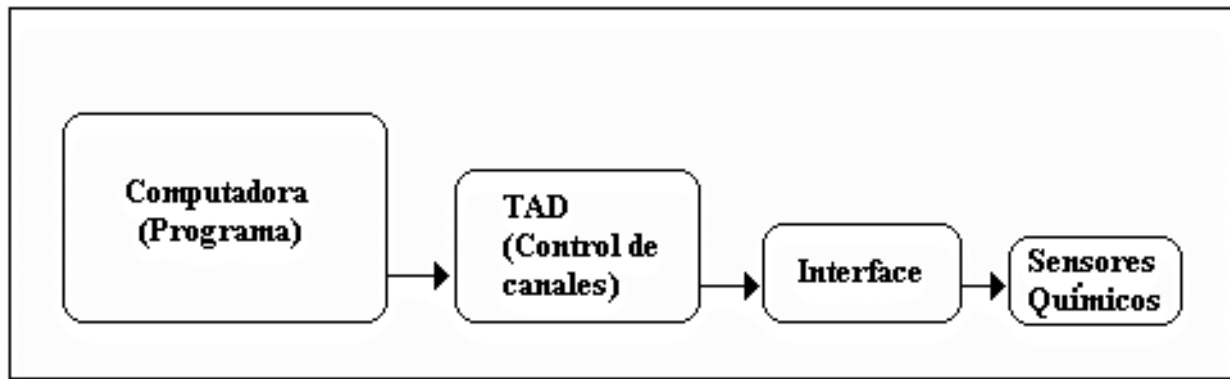 Computadora
(Programa)
TAD
(Control de
canales)
Interface
Sensores
Químicos